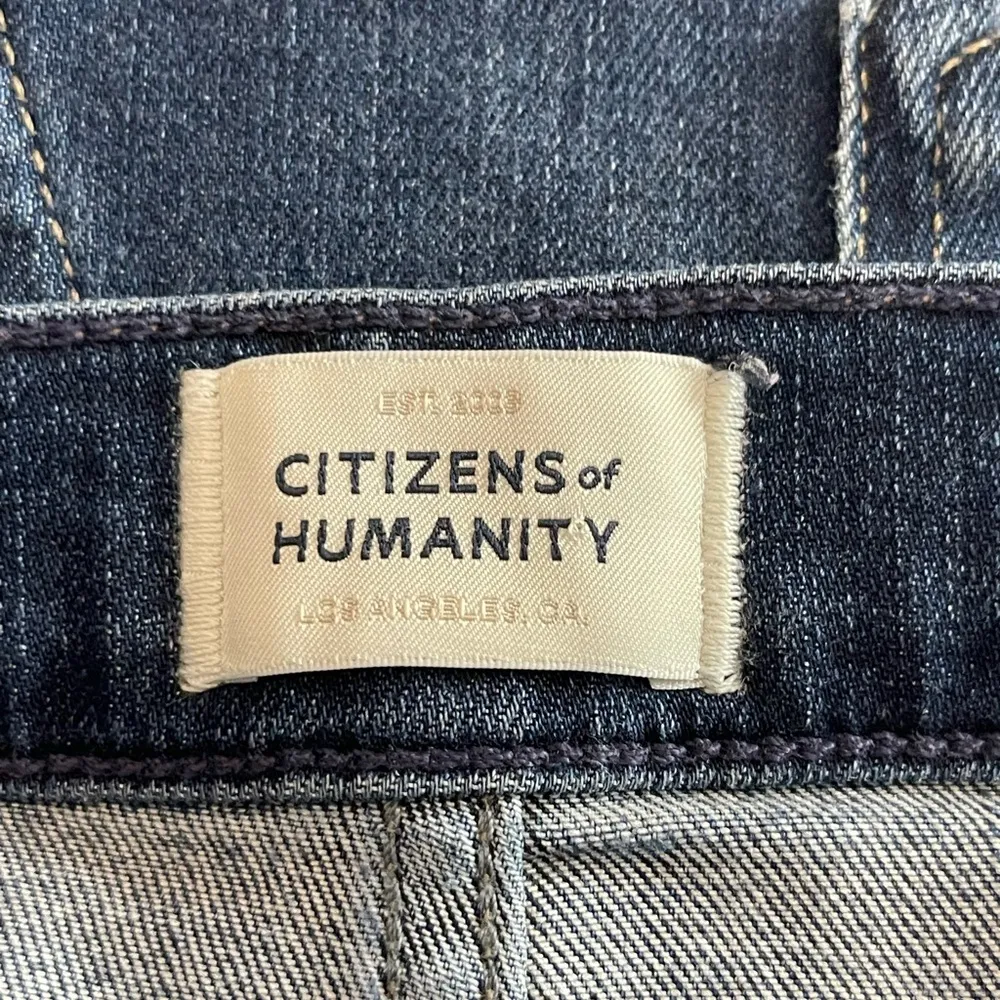 EST. 2003
CITIZENS of
HUMANITY
LOS ANGELES, CA.